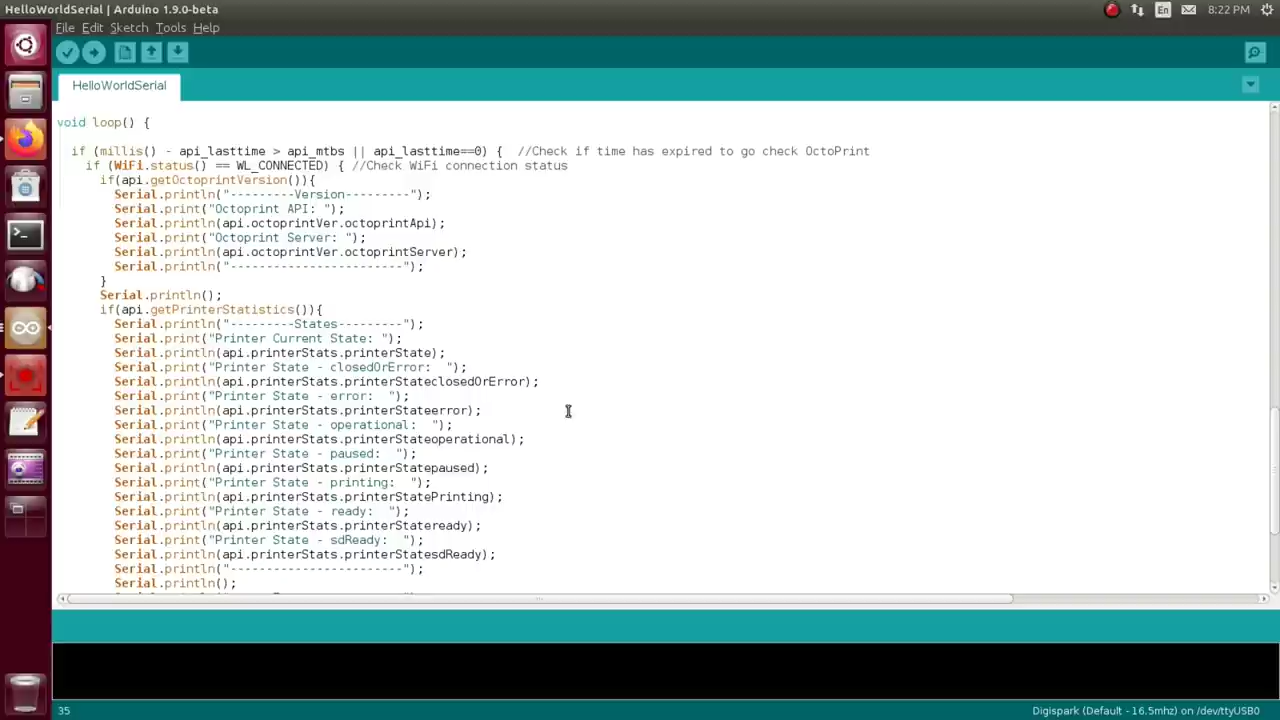 HelloWorldSerial | Arduino 1.9.0-beta
En
8:22 PM
File Edit Sketch Tools Help
HelloWorldSerial
void loop() {
if (millis() - api_lasttime > api_mtbs || api_lasttime==0) {  //Check if time has expired to go check OctoPrint
if (WiFi.status() == WL_CONNECTED) { //Check WiFi connection status
if(api.getOctoprintVersion()){
Serial.println("---------Version---------");
Serial.print("Octoprint API: ");
Serial.println(api.octoprintVer.octoprintApi);
Serial.print("Octoprint Server: ");
Serial.println(api.octoprintVer.octoprintServer);
Serial.println("------------------------");
}
Serial.println();
if(api.getPrinterStatistics()){
Serial.println("---------States---------");
Serial.print("Printer Current State: ");
Serial.println(api.printerStats.printerState);
Serial.print("Printer State - closedOrError:  ");
Serial.println(api.printerStats.printerStateclosedOrError);
Serial.print("Printer State - error:  ");
Serial.println(api.printerStats.printerStateerror);
Serial.print("Printer State - operational:  ");
Serial.println(api.printerStats.printerStateoperational);
Serial.print("Printer State - paused:  ");
Serial.println(api.printerStats.printerStatepaused);
Serial.print("Printer State - printing:  ");
Serial.println(api.printerStats.printerStatePrinting);
Serial.print("Printer State - ready:  ");
Serial.println(api.printerStats.printerStateready);
Serial.print("Printer State - sdReady:  ");
Serial.println(api.printerStats.printerStatesdReady);
Serial.println("------------------------");
Serial.println();
35
Digispark (Default - 16.5mhz) on /dev/ttyUSB0